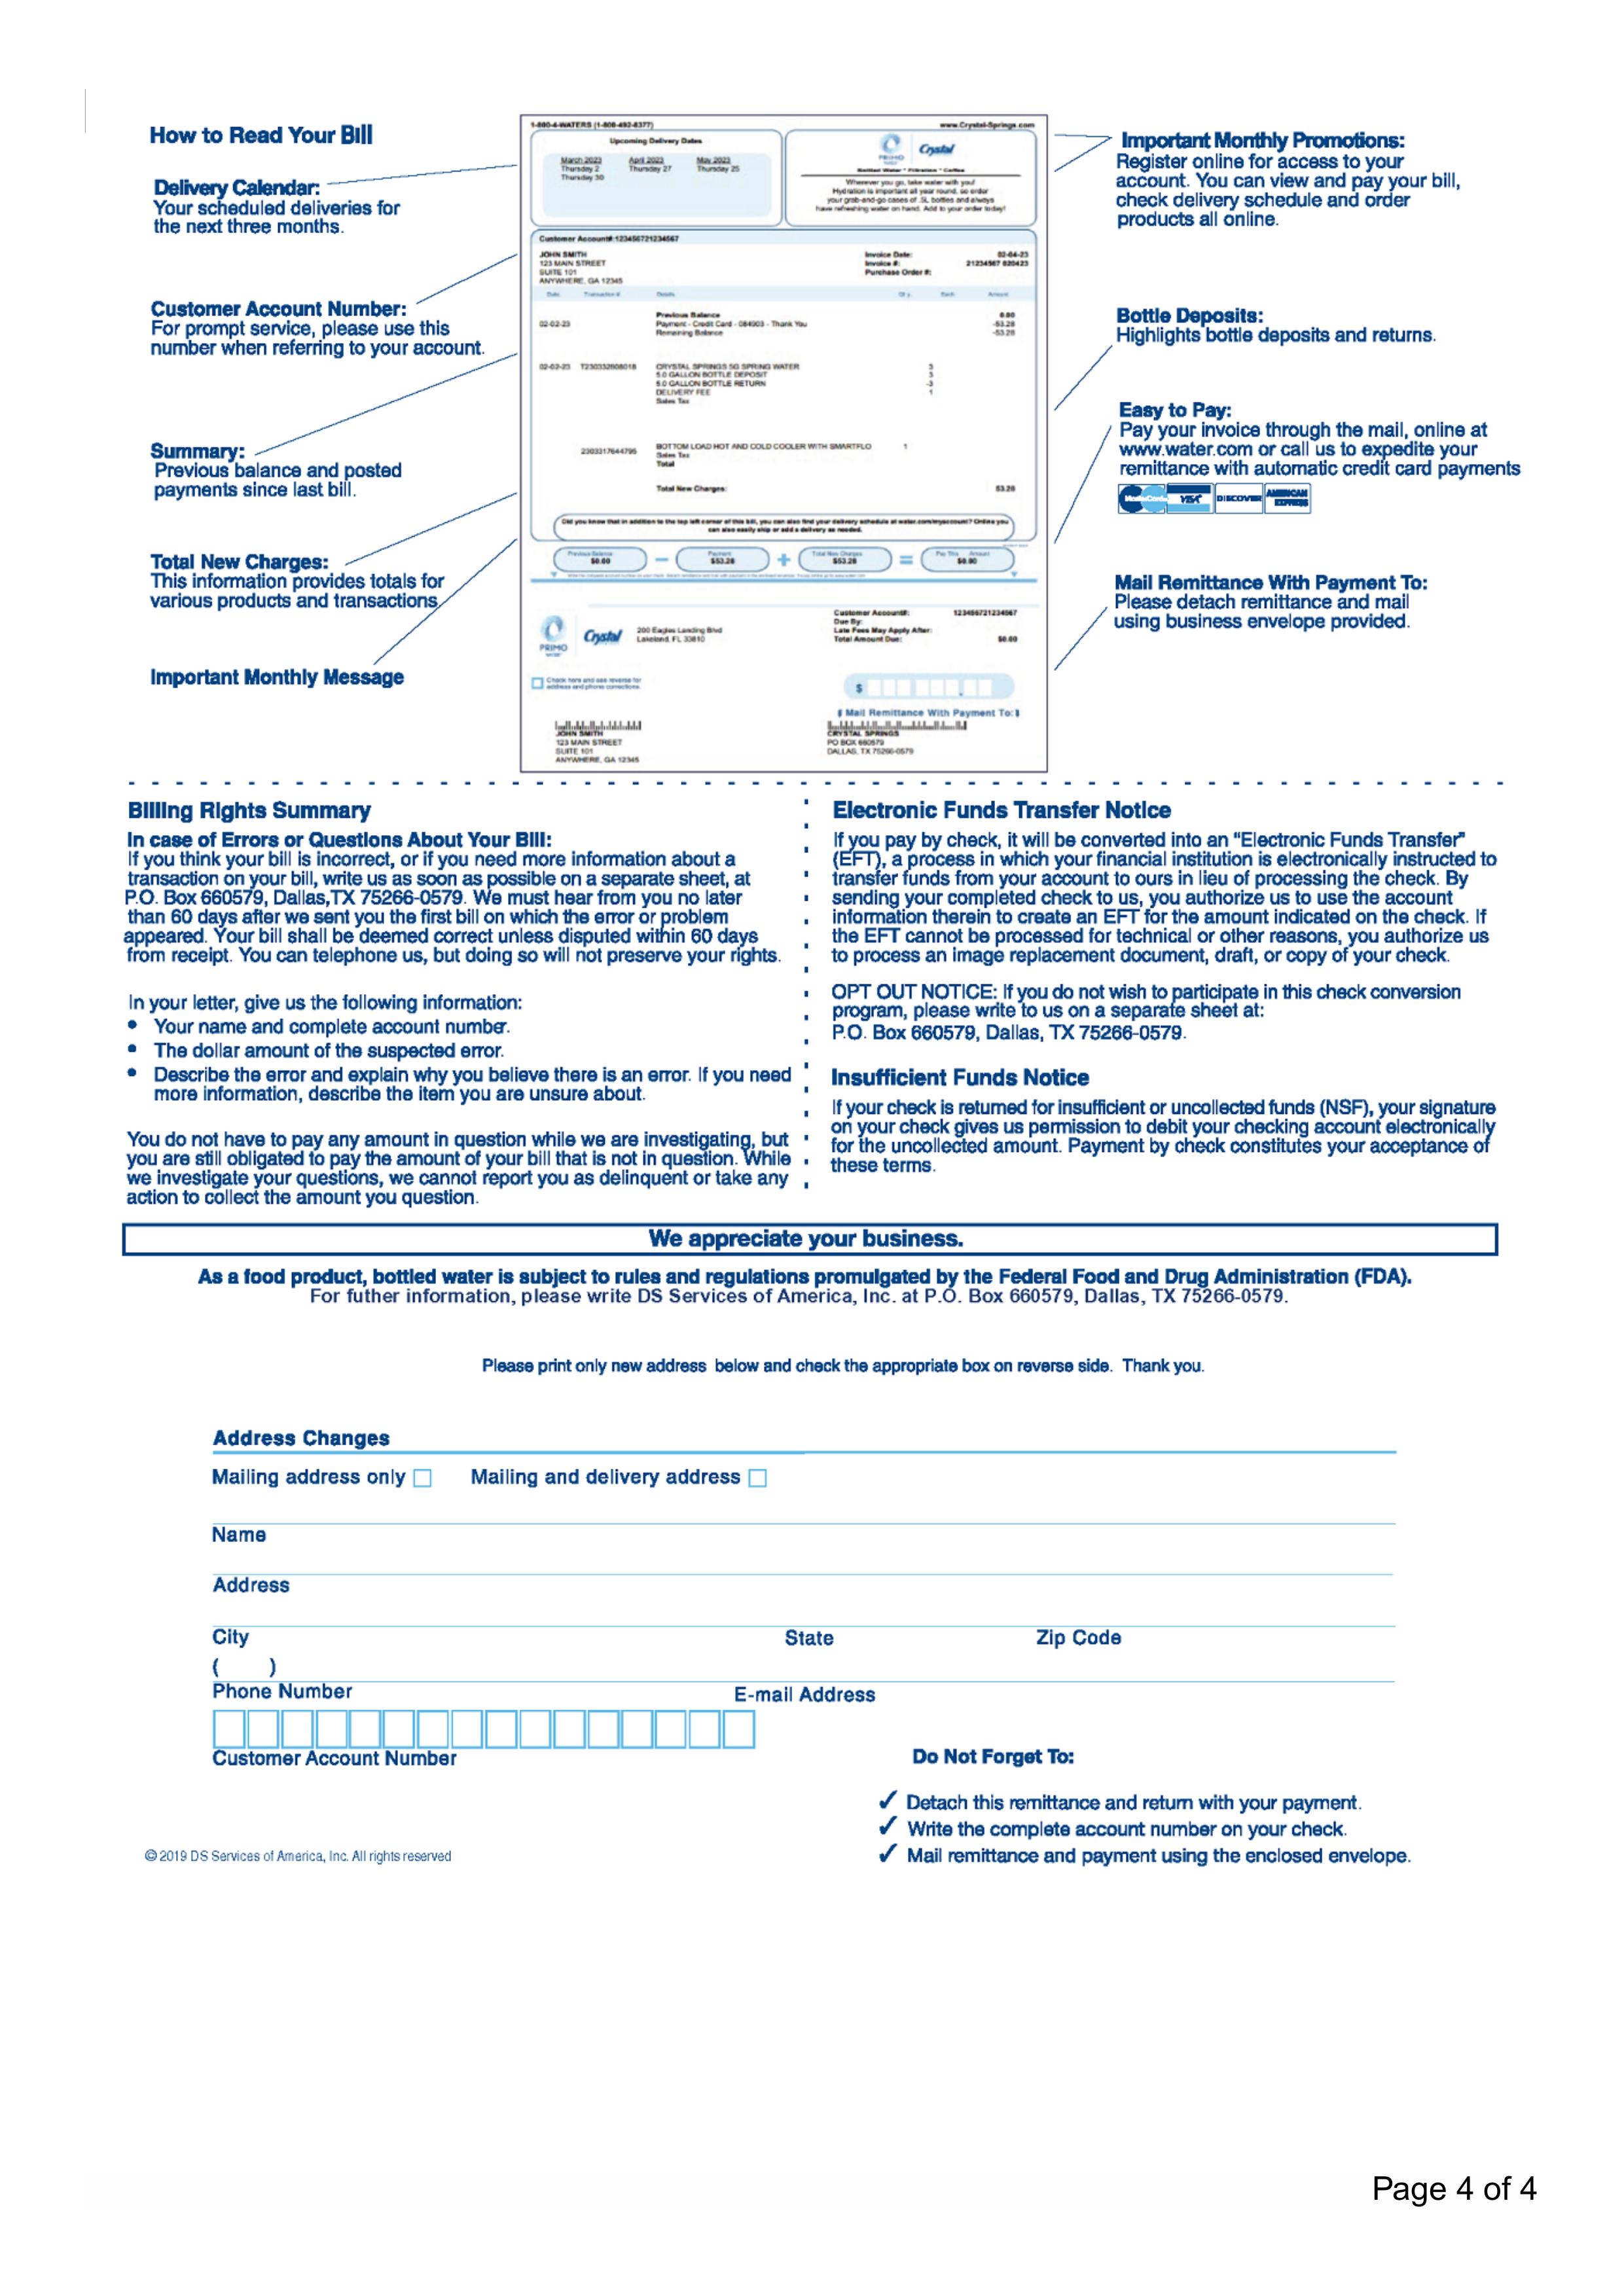 How to Read Your Bill
Delivery Calendar:
Your scheduled deliveries for
the next three months.
Customer Account Number:
For prompt service, please use this
number when referring to your account.
Summary:
Previous balance and posted
payments since last bill.
Total New Charges:
This information provides totals for
various products and transactions
Important Monthly Message
1-800-4-WATERS (1-800-492-8377) www.Crystal-Springs.com
Upcoming Delivery Dates
March 2023 April 2023 May 2023
Thursday 2 Thursday 27 Thursday 25
Thursday 30
PRIMO Crystal
Bottled Water * Filtration * Coffee
Wherever you go, take water with you!
Hydration is important all year round, so order
your grab-and-go cases of .5L bottles and always
have refreshing water on hand. Add to your order today!
Customer Account#:123456721234567
JOHN SMITH
123 MAIN STREET
SUITE 101
ANYWHERE, GA 12345
Invoice Date: 02-04-23
Invoice #: 21234567 020423
Purchase Order #:
Date Transaction # Details Qty Each Amount
Previous Balance 0.00
02-02-23 Payment - Credit Card - 084003 - Thank You -53.28
Remaining Balance -53.28
02-02-23 T230332608018 CRYSTAL SPRINGS 5G SPRING WATER 3
5.0 GALLON BOTTLE DEPOSIT 3
5.0 GALLON BOTTLE RETURN -3
DELIVERY FEE 1
Sales Tax
2303317644795 BOTTOM LOAD HOT AND COLD COOLER WITH SMARTFLO 1
Sales Tax
Total
Total New Charges: 53.28
Did you know that in addition to the top left corner of this bill, you can also find your delivery schedule at water.com/myaccount? Online you
can also easily skip or add a delivery as needed.
Previous Balance Payment Total New Charges Pay This Amount
$0.00 − $53.28 + $53.28 = $0.00
PRIMO Crystal
200 Eagles Landing Blvd
Lakeland, FL 33810
Customer Account#: 123456721234567
Due By:
Late Fees May Apply After:
Total Amount Due: $0.00
Check here and see reverse for
address and phone corrections.
$ .
Mail Remittance With Payment To:
JOHN SMITH
123 MAIN STREET
SUITE 101
ANYWHERE, GA 12345
CRYSTAL SPRINGS
PO BOX 660579
DALLAS, TX 75266-0579
Important Monthly Promotions:
Register online for access to your
account. You can view and pay your bill,
check delivery schedule and order
products all online.
Bottle Deposits:
Highlights bottle deposits and returns.
Easy to Pay:
Pay your invoice through the mail, online at
www.water.com or call us to expedite your
remittance with automatic credit card payments
MasterCard VISA DISCOVER AMERICAN EXPRESS
Mail Remittance With Payment To:
Please detach remittance and mail
using business envelope provided.
Billing Rights Summary
In case of Errors or Questions About Your Bill:
If you think your bill is incorrect, or if you need more information about a
transaction on your bill, write us as soon as possible on a separate sheet, at
P.O. Box 660579, Dallas,TX 75266-0579. We must hear from you no later
than 60 days after we sent you the first bill on which the error or problem
appeared. Your bill shall be deemed correct unless disputed within 60 days
from receipt. You can telephone us, but doing so will not preserve your rights.
In your letter, give us the following information:
• Your name and complete account number.
• The dollar amount of the suspected error.
• Describe the error and explain why you believe there is an error. If you need
more information, describe the item you are unsure about.
You do not have to pay any amount in question while we are investigating, but
you are still obligated to pay the amount of your bill that is not in question. While
we investigate your questions, we cannot report you as delinquent or take any
action to collect the amount you question.
Electronic Funds Transfer Notice
If you pay by check, it will be converted into an “Electronic Funds Transfer”
(EFT), a process in which your financial institution is electronically instructed to
transfer funds from your account to ours in lieu of processing the check. By
sending your completed check to us, you authorize us to use the account
information therein to create an EFT for the amount indicated on the check. If
the EFT cannot be processed for technical or other reasons, you authorize us
to process an image replacement document, draft, or copy of your check.
OPT OUT NOTICE: If you do not wish to participate in this check conversion
program, please write to us on a separate sheet at:
P.O. Box 660579, Dallas, TX 75266-0579.
Insufficient Funds Notice
If your check is returned for insufficient or uncollected funds (NSF), your signature
on your check gives us permission to debit your checking account electronically
for the uncollected amount. Payment by check constitutes your acceptance of
these terms.
We appreciate your business.
As a food product, bottled water is subject to rules and regulations promulgated by the Federal Food and Drug Administration (FDA).
For futher information, please write DS Services of America, Inc. at P.O. Box 660579, Dallas, TX 75266-0579.
Please print only new address below and check the appropriate box on reverse side. Thank you.
Address Changes
Mailing address only Mailing and delivery address
Name
Address
City State Zip Code
( )
Phone Number E-mail Address
Customer Account Number
Do Not Forget To:
✓ Detach this remittance and return with your payment.
✓ Write the complete account number on your check.
✓ Mail remittance and payment using the enclosed envelope.
© 2019 DS Services of America, Inc. All rights reserved
Page 4 of 4